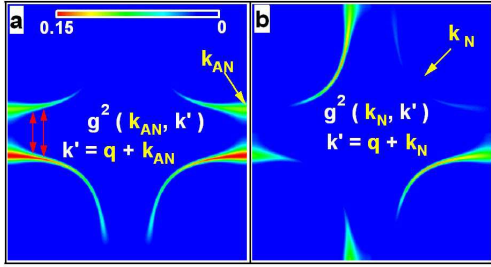 a
0.15
0
k_AN
g² ( k_AN, k' )
k' = q + k_AN
b
k_N
g² ( k_N, k' )
k' = q + k_N